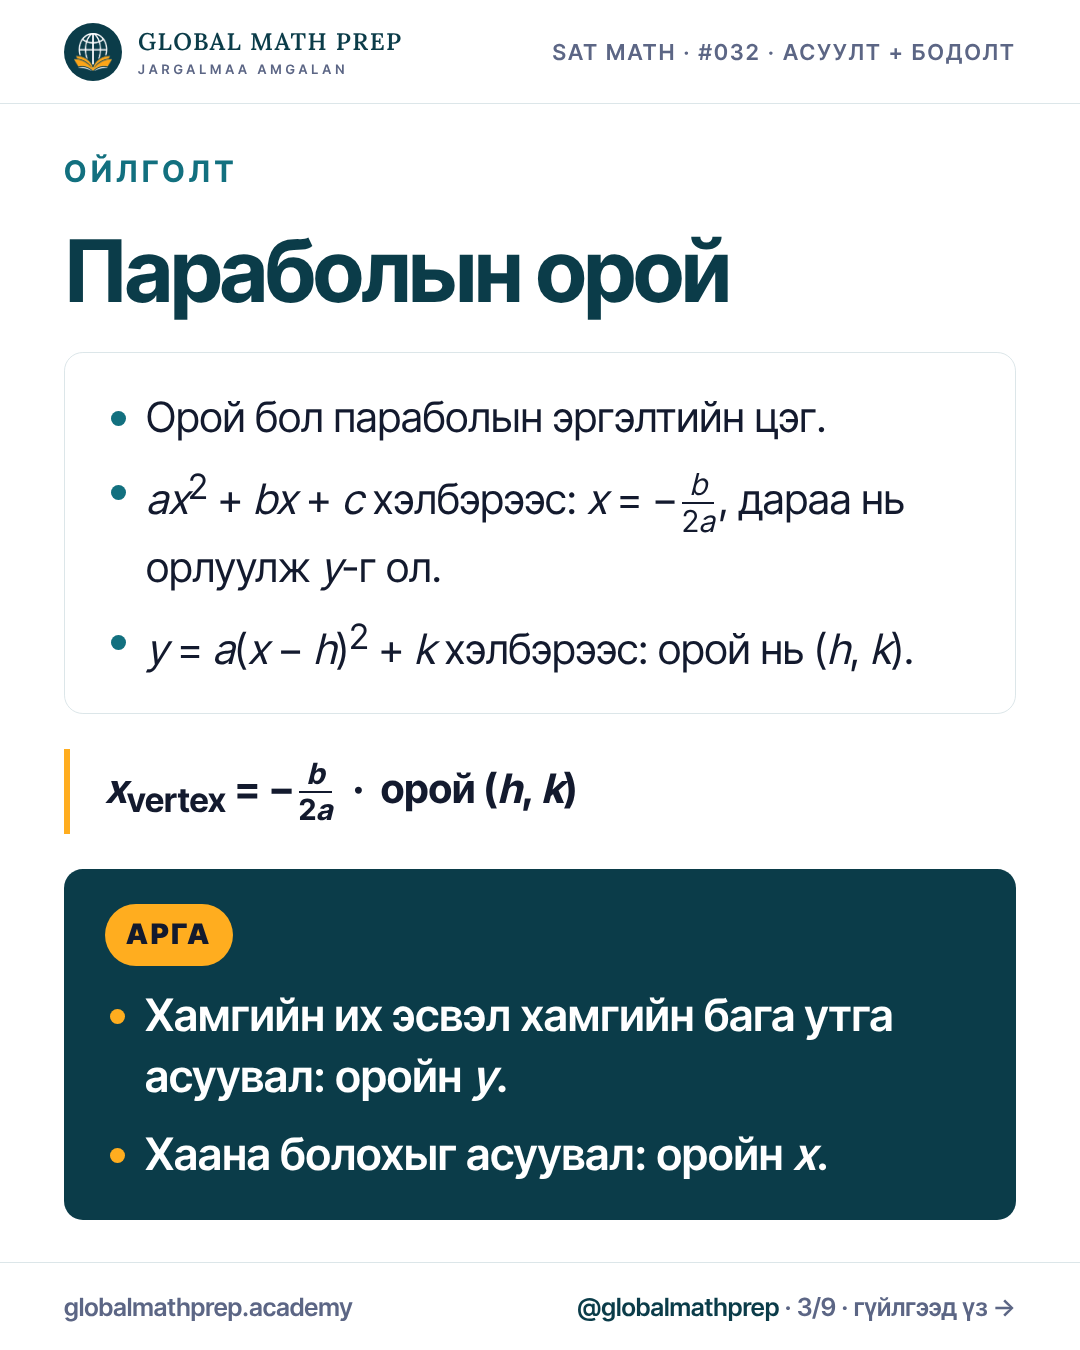 GLOBAL MATH PREP
JARGALMAA AMGALAN
SAT MATH · #032 · АСУУЛТ + БОДОЛТ
ОЙЛГОЛТ
Параболын орой
• Орой бол параболын эргэлтийн цэг.
• ax² + bx + c хэлбэрээс: x = −b/2a, дараа нь
орлуулж y-г ол.
• y = a(x − h)² + k хэлбэрээс: орой нь (h, k).
x_vertex = −b/2a · орой (h, k)
АРГА
• Хамгийн их эсвэл хамгийн бага утга
асуувал: оройн y.
• Хаана болохыг асуувал: оройн x.
globalmathprep.academy
@globalmathprep · 3/9 · гүйлгээд үз →